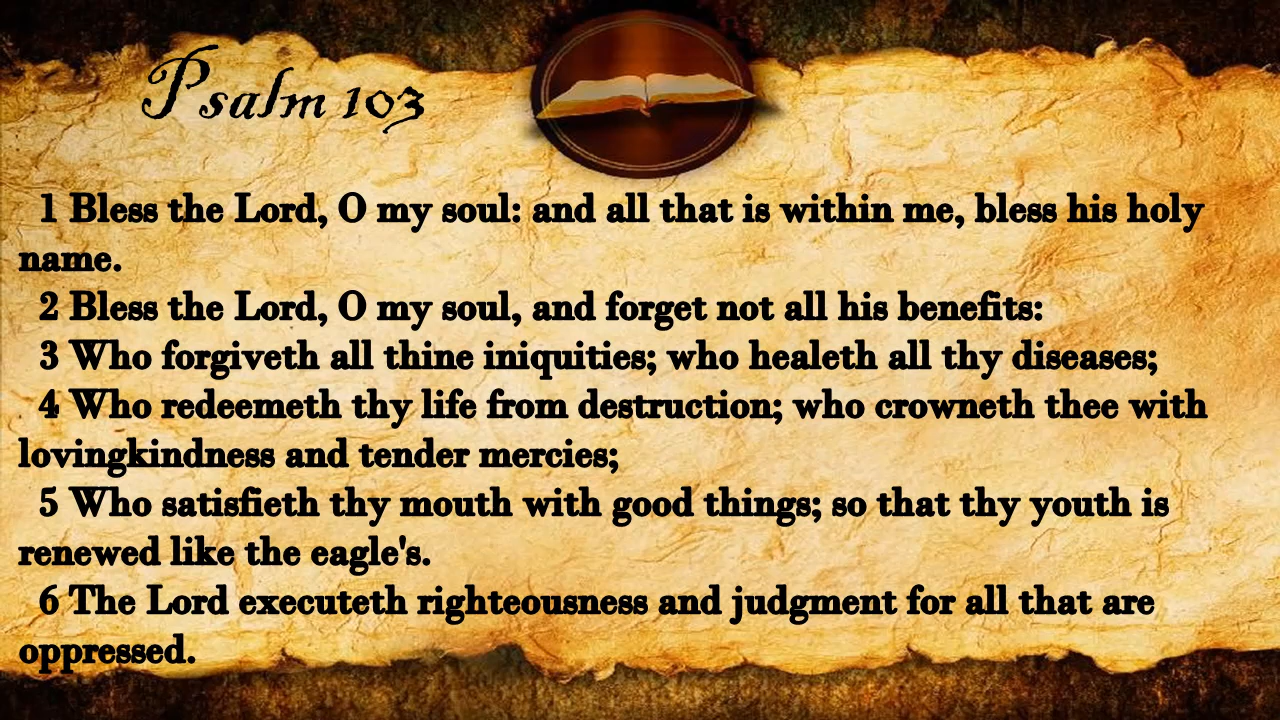 Psalm 103
1 Bless the Lord, O my soul: and all that is within me, bless his holy
name.
2 Bless the Lord, O my soul, and forget not all his benefits:
3 Who forgiveth all thine iniquities; who healeth all thy diseases;
4 Who redeemeth thy life from destruction; who crowneth thee with
lovingkindness and tender mercies;
5 Who satisfieth thy mouth with good things; so that thy youth is
renewed like the eagle's.
6 The Lord executeth righteousness and judgment for all that are
oppressed.